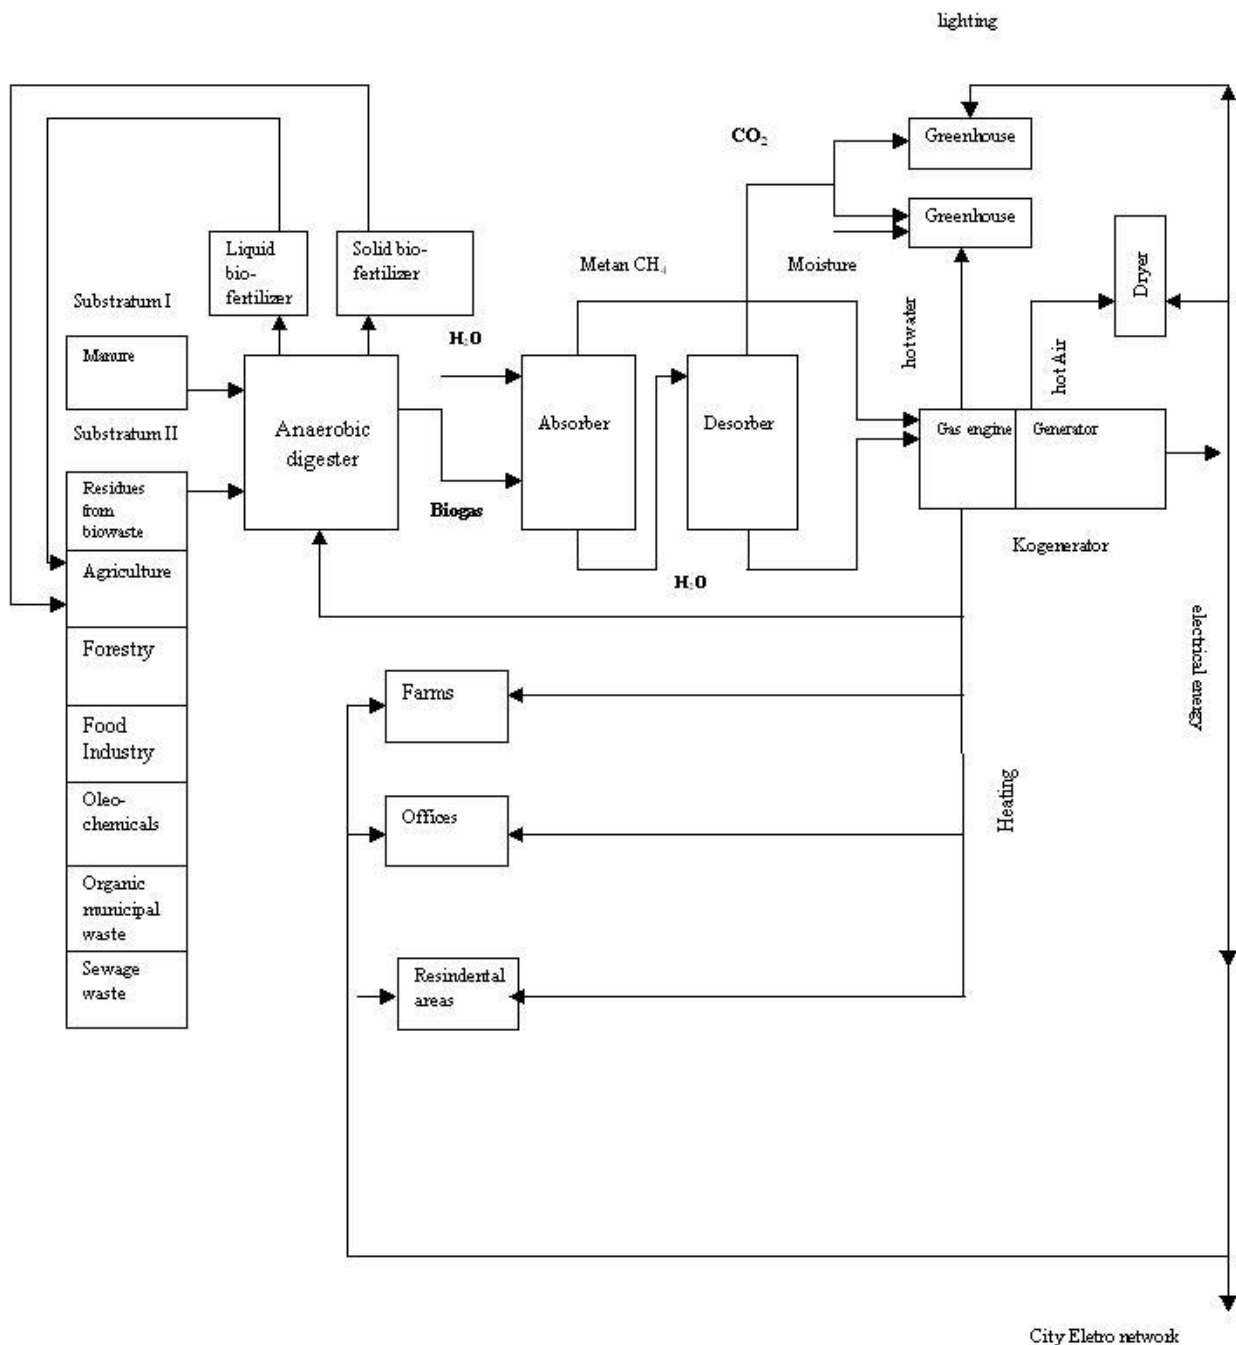 lighting
CO₂
Greenhouse
Greenhouse
Liquid
bio-
fertilizer
Solid bio-
fertilizer
Metan CH₄
Moisture
Dryer
Substratum I
H₂O
hot water
hot Air
Manure
Substratum II
Anaerobic
digester
Absorber
Desorber
Gas engine
Generator
Residues
from
biowaste
Biogas
Kogenerator
Agriculture
H₂O
electrical energy
Forestry
Farms
Food
Industry
Heating
Oleo-
chemicals
Offices
Organic
municipal
waste
Sewage
waste
Resindental
areas
City Eletro network